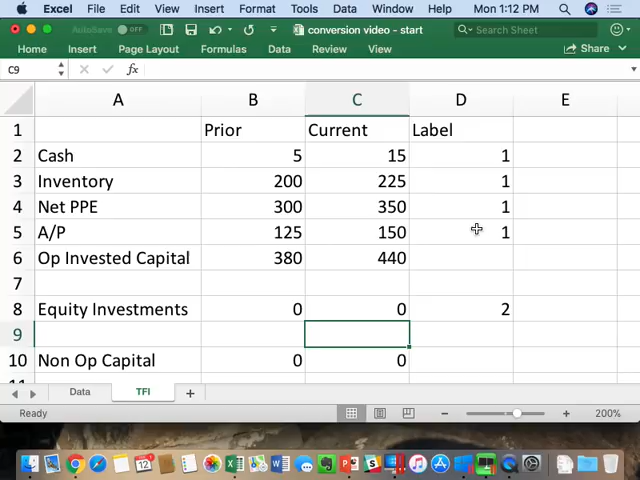 Excel File Edit View Insert Format Tools Data Window Help Mon 1:12 PM
AutoSave OFF conversion video - start Search Sheet
Home Insert Page Layout Formulas Data Review View Share
C9 fx
A B C D E
1 Prior Current Label
2 Cash 5 15 1
3 Inventory 200 225 1
4 Net PPE 300 350 1
5 A/P 125 150 1
6 Op Invested Capital 380 440
7
8 Equity Investments 0 0 2
9
10 Non Op Capital 0 0
11
Data TFI
Ready 200%